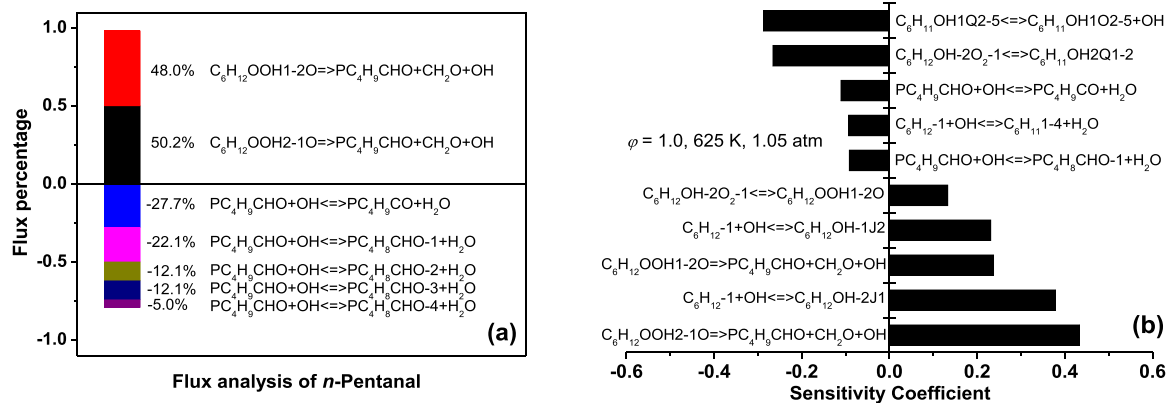 1.0
0.5
0.0
-0.5
-1.0
Flux percentage
48.0% C₆H₁₂OOH1-2O=>PC₄H₉CHO+CH₂O+OH
50.2% C₆H₁₂OOH2-1O=>PC₄H₉CHO+CH₂O+OH
-27.7% PC₄H₉CHO+OH<=>PC₄H₉CO+H₂O
-22.1% PC₄H₉CHO+OH<=>PC₄H₈CHO-1+H₂O
-12.1% PC₄H₉CHO+OH<=>PC₄H₈CHO-2+H₂O
-12.1% PC₄H₉CHO+OH<=>PC₄H₈CHO-3+H₂O
-5.0% PC₄H₉CHO+OH<=>PC₄H₈CHO-4+H₂O
(a)
Flux analysis of n-Pentanal
C₆H₁₁OH1Q2-5<=>C₆H₁₁OH1O2-5+OH
C₆H₁₂OH-2O₂-1<=>C₆H₁₁OH2Q1-2
PC₄H₉CHO+OH<=>PC₄H₉CO+H₂O
C₆H₁₂-1+OH<=>C₆H₁₁1-4+H₂O
φ = 1.0, 625 K, 1.05 atm
PC₄H₉CHO+OH<=>PC₄H₈CHO-1+H₂O
C₆H₁₂OH-2O₂-1<=>C₆H₁₂OOH1-2O
C₆H₁₂-1+OH<=>C₆H₁₂OH-1J2
C₆H₁₂OOH1-2O=>PC₄H₉CHO+CH₂O+OH
C₆H₁₂-1+OH<=>C₆H₁₂OH-2J1
C₆H₁₂OOH2-1O=>PC₄H₉CHO+CH₂O+OH
(b)
-0.6 -0.4 -0.2 0.0 0.2 0.4 0.6
Sensitivity Coefficient